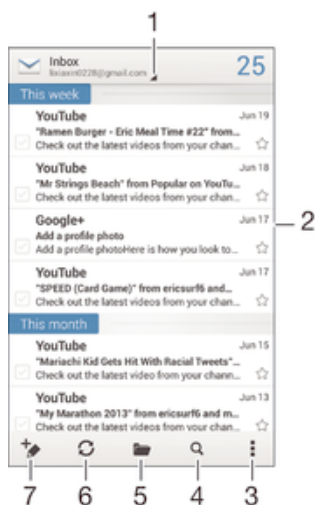 1
Inbox
lixiaxin0228@gmail.com
25
This week
YouTube Jun 19
"Ramen Burger - Eric Meal Time #22" from...
Check out the latest videos from your chan...
YouTube Jun 18
"Mr Strings Beach" from Popular on YouTu...
Check out the latest videos from your chan...
Google+ Jun 17
Add a profile photo
Add a profile photoHere is how you look to...
YouTube Jun 17
"SPEED (Card Game)" from ericsurf6 and...
Check out the latest videos from your chan...
This month
YouTube Jun 15
"Mariachi Kid Gets Hit With Racial Tweets"...
Check out the latest videos from your chann...
YouTube Jun 13
"My Marathon 2013" from ericsurf6 and m...
Check out the latest videos from your chan...
2
7 6 5 4 3